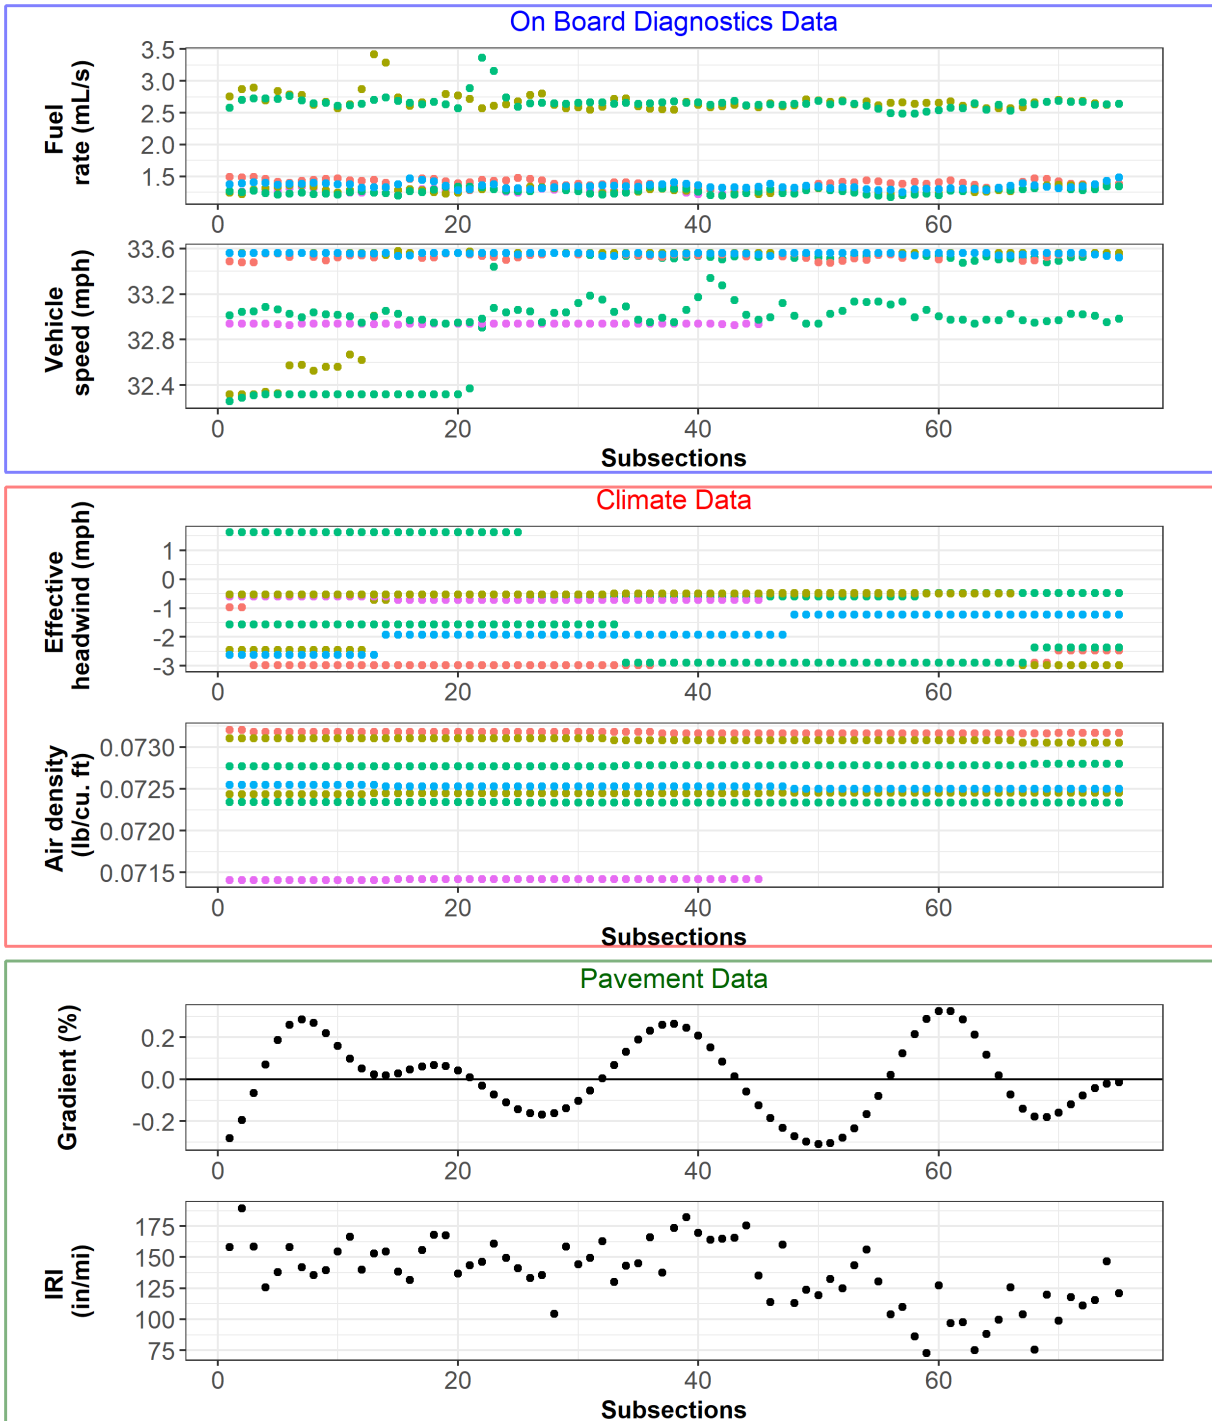 On Board Diagnostics Data
Fuel
rate (mL/s)
3.5
3.0
2.5
2.0
1.5
0 20 40 60
Vehicle
speed (mph)
33.6
33.2
32.8
32.4
0 20 40 60
Subsections
Climate Data
Effective
headwind (mph)
1
0
-1
-2
-3
0 20 40 60
Air density
(lb/cu. ft)
0.0730
0.0725
0.0720
0.0715
0 20 40 60
Subsections
Pavement Data
Gradient (%)
0.2
0.0
-0.2
0 20 40 60
IRI
(in/mi)
175
150
125
100
75
0 20 40 60
Subsections